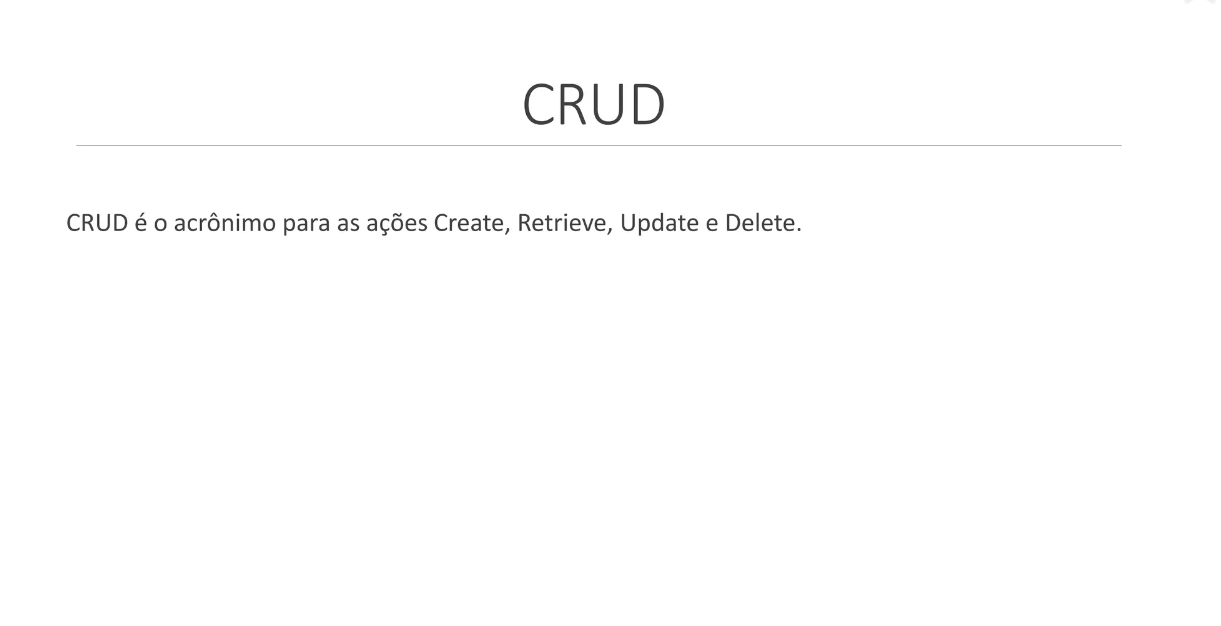 CRUD
CRUD é o acrônimo para as ações Create, Retrieve, Update e Delete.